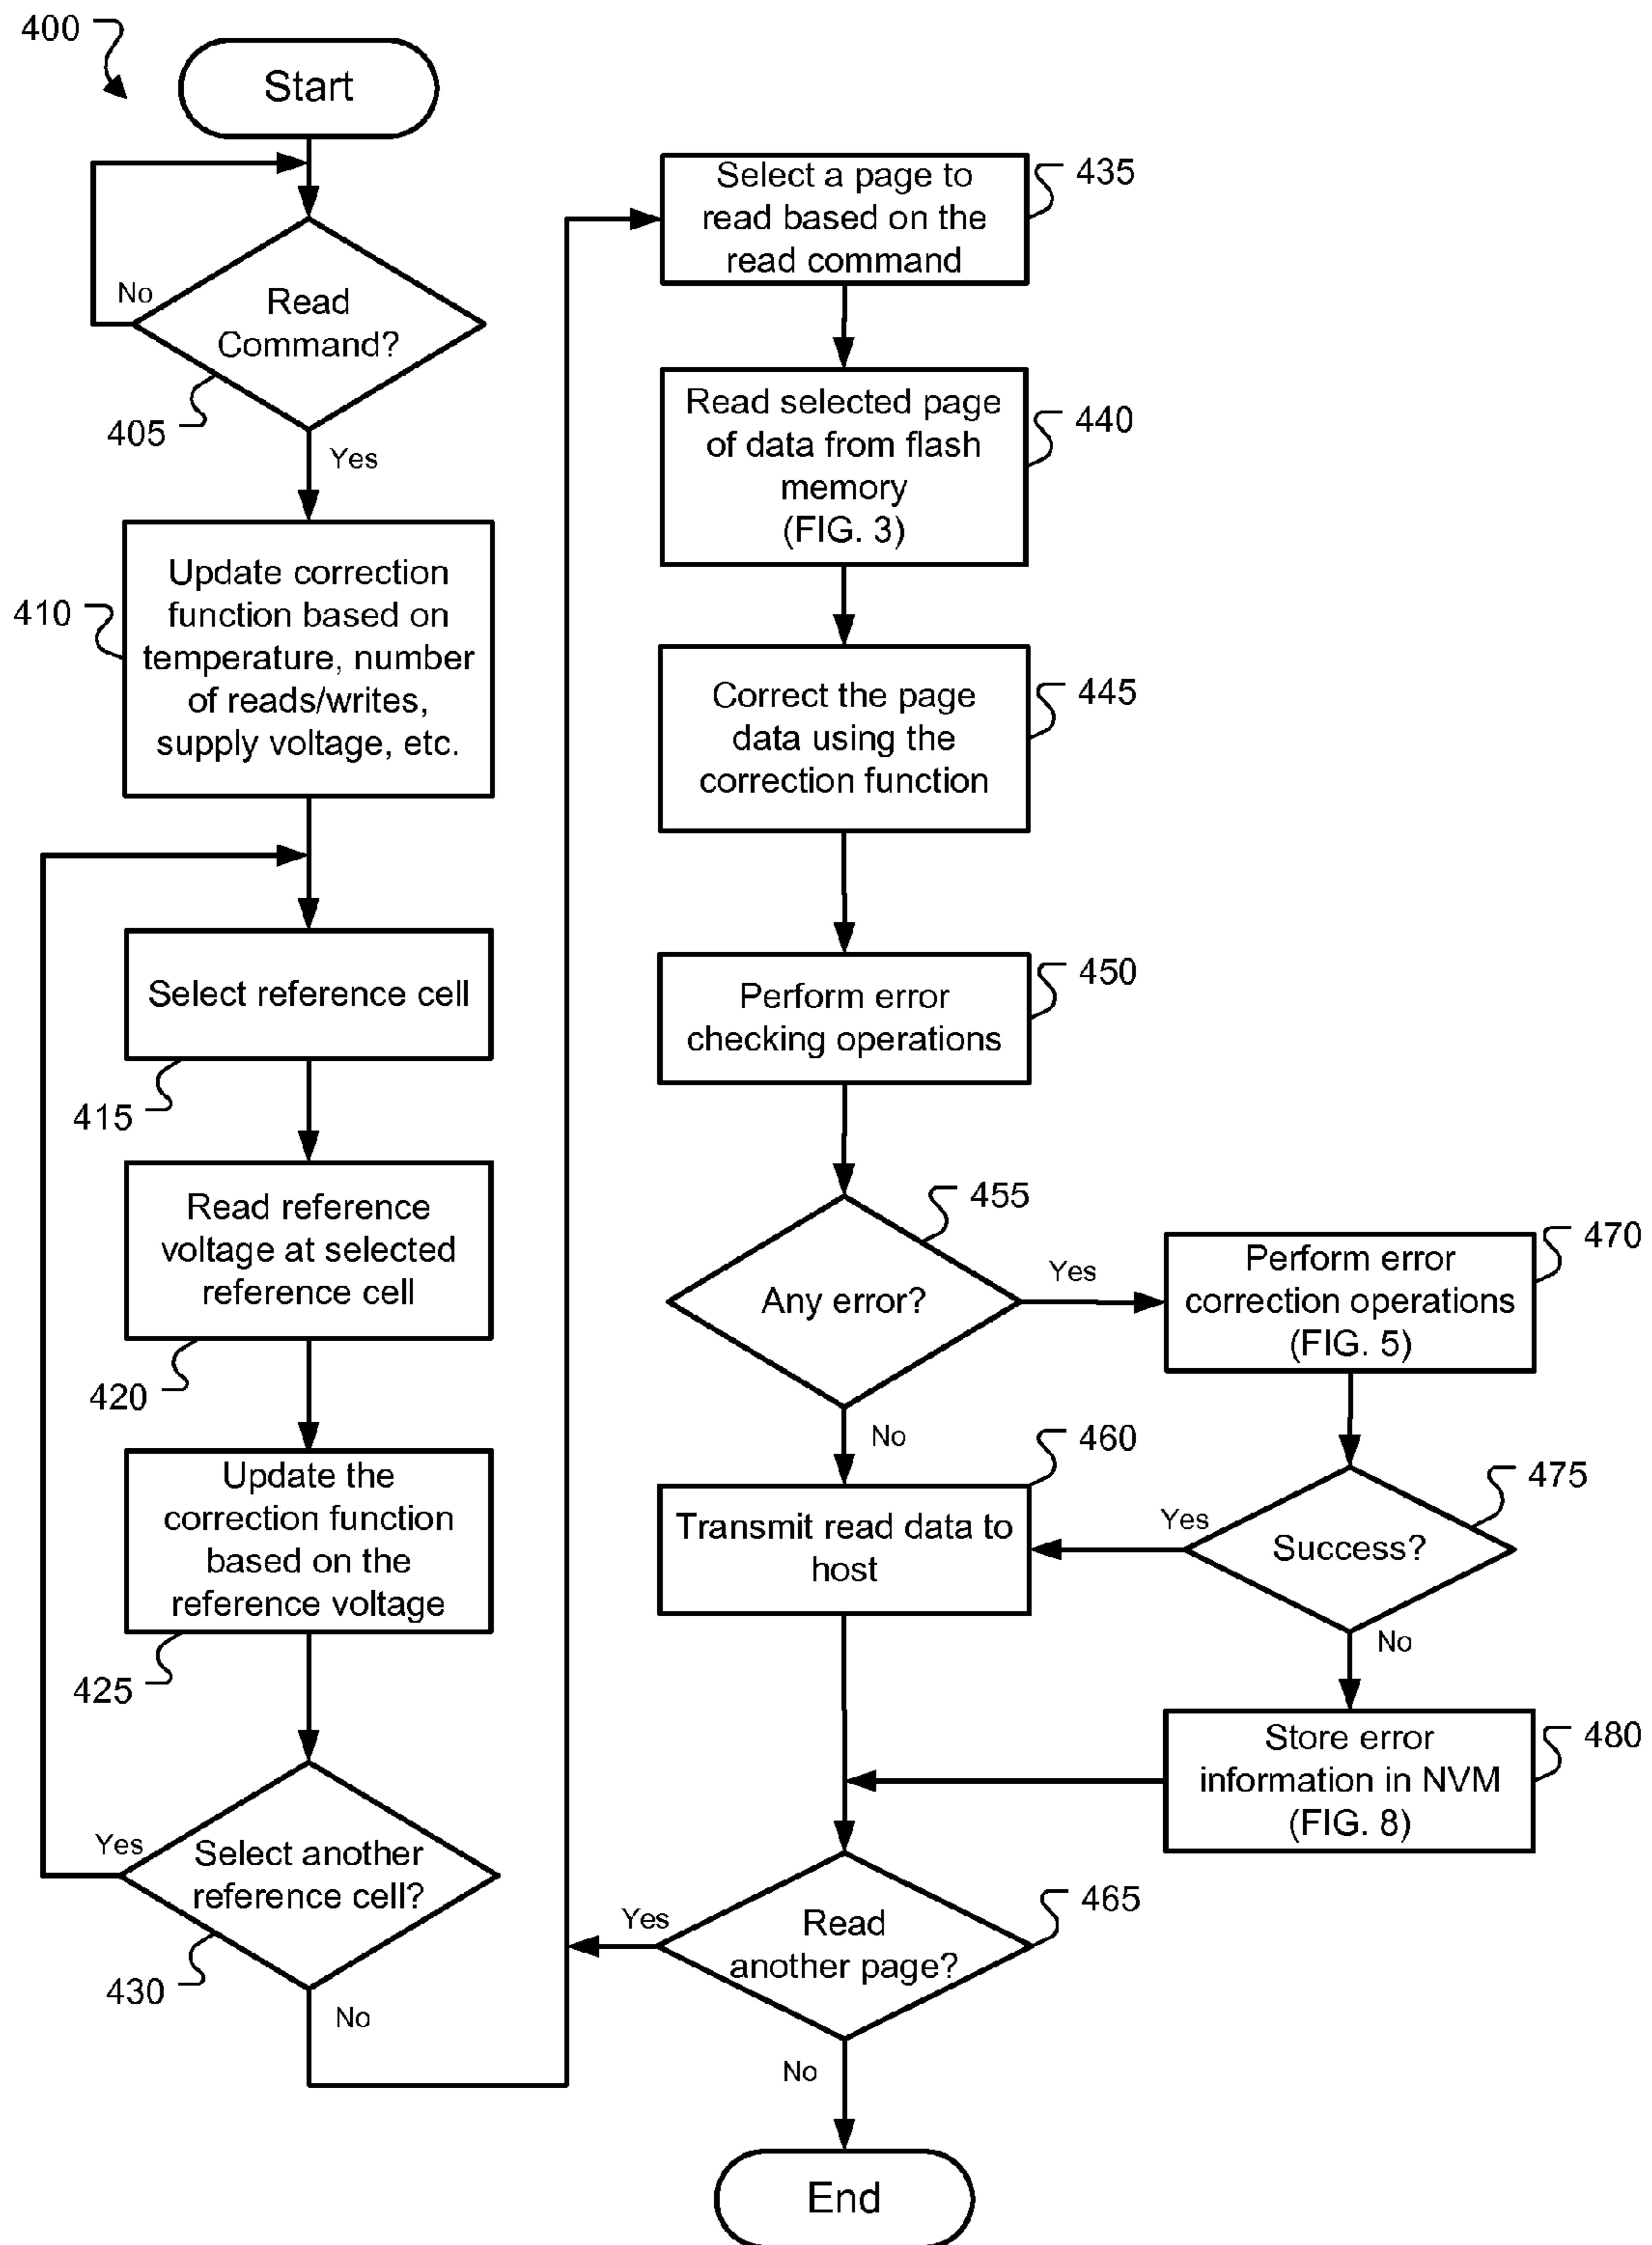 400
Start
No
Read
Command?
405
Yes
410
Update correction
function based on
temperature, number
of reads/writes,
supply voltage, etc.
Select reference cell
415
Read reference
voltage at selected
reference cell
420
Update the
correction function
based on the
reference voltage
425
Yes
Select another
reference cell?
430
No
Select a page to
read based on the
read command
435
Read selected page
of data from flash
memory
(FIG. 3)
440
Correct the page
data using the
correction function
445
Perform error
checking operations
450
455
Any error?
Yes
No
Perform error
correction operations
(FIG. 5)
470
460
Transmit read data to
host
475
Yes
Success?
No
Store error
information in NVM
(FIG. 8)
480
Yes
Read
another page?
465
No
End